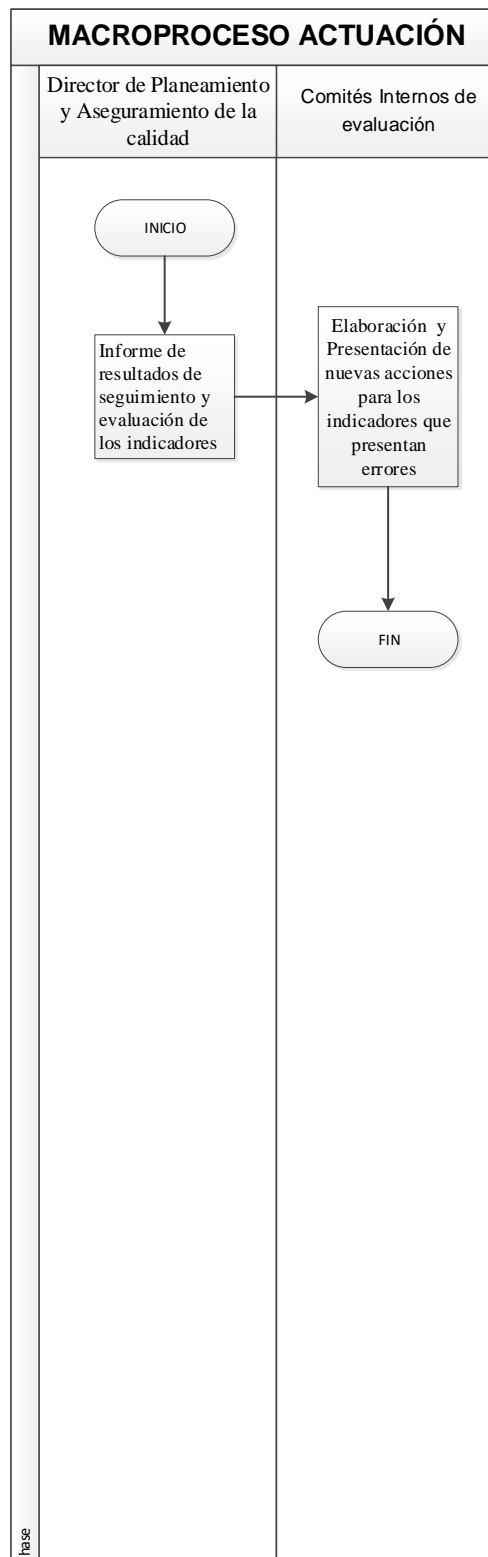 MACROPROCESO ACTUACIÓN
Director de Planeamiento
y Aseguramiento de la
calidad
Comités Internos de
evaluación
INICIO
Informe de
resultados de
seguimiento y
evaluación de
los indicadores
Elaboración y
Presentación de
nuevas acciones
para los
indicadores que
presentan
errores
FIN
hase